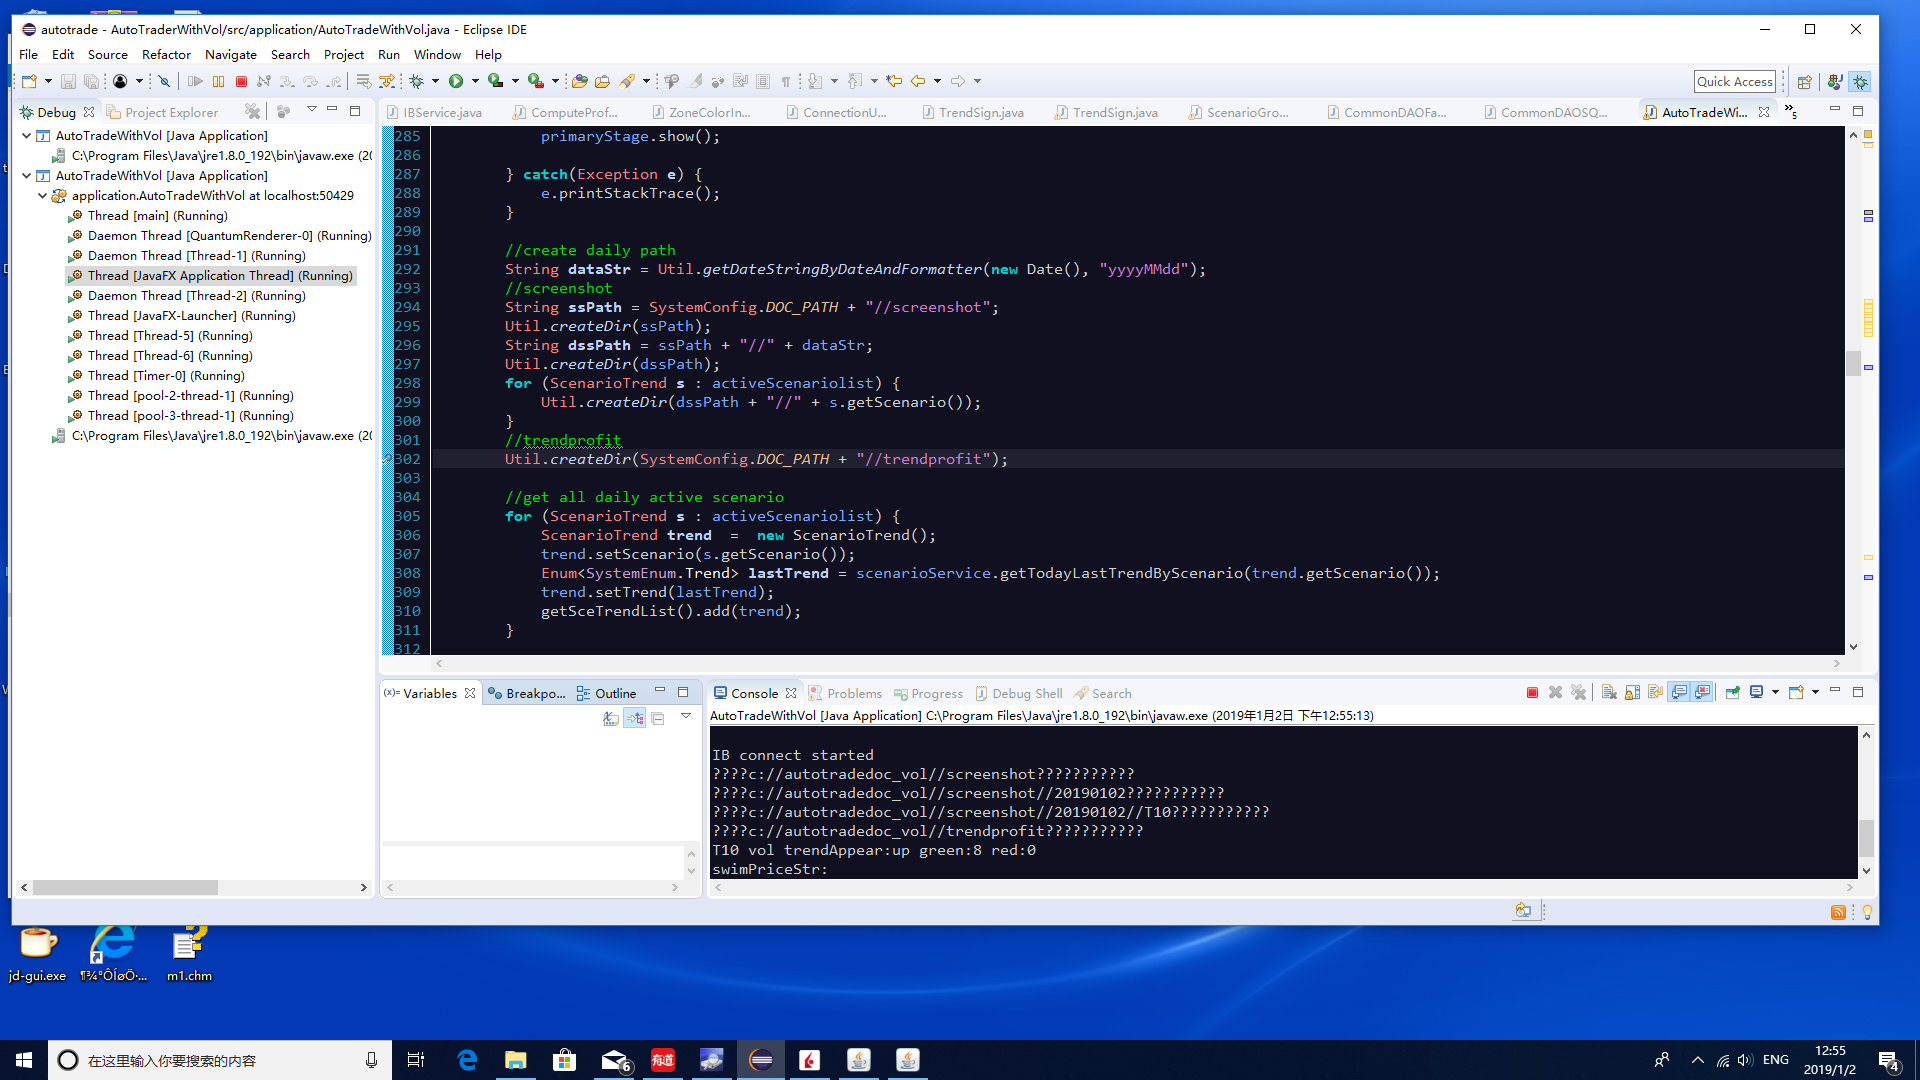 autotrade - AutoTraderWithVol/src/application/AutoTradeWithVol.java - Eclipse IDE
File Edit Source Refactor Navigate Search Project Run Window Help
Quick Access
Debug Project Explorer
AutoTradeWithVol [Java Application]
C:\Program Files\Java\jre1.8.0_192\bin\javaw.exe (20
AutoTradeWithVol [Java Application]
application.AutoTradeWithVol at localhost:50429
Thread [main] (Running)
Daemon Thread [QuantumRenderer-0] (Running)
Daemon Thread [Thread-1] (Running)
Thread [JavaFX Application Thread] (Running)
Daemon Thread [Thread-2] (Running)
Thread [JavaFX-Launcher] (Running)
Thread [Thread-5] (Running)
Thread [Thread-6] (Running)
Thread [Timer-0] (Running)
Thread [pool-2-thread-1] (Running)
Thread [pool-3-thread-1] (Running)
C:\Program Files\Java\jre1.8.0_192\bin\javaw.exe (20
IBService.java ComputeProf... ZoneColorIn... ConnectionU... TrendSign.java TrendSign.java ScenarioGro... CommonDAOFa... CommonDAOSQ... AutoTradeWi... »5
285 primaryStage.show();
286
287 } catch(Exception e) {
288 e.printStackTrace();
289 }
290
291 //create daily path
292 String dataStr = Util.getDateStringByDateAndFormatter(new Date(), "yyyyMMdd");
293 //screenshot
294 String ssPath = SystemConfig.DOC_PATH + "//screenshot";
295 Util.createDir(ssPath);
296 String dssPath = ssPath + "//" + dataStr;
297 Util.createDir(dssPath);
298 for (ScenarioTrend s : activeScenariolist) {
299 Util.createDir(dssPath + "//" + s.getScenario());
300 }
301 //trendprofit
302 Util.createDir(SystemConfig.DOC_PATH + "//trendprofit");
303
304 //get all daily active scenario
305 for (ScenarioTrend s : activeScenariolist) {
306 ScenarioTrend trend = new ScenarioTrend();
307 trend.setScenario(s.getScenario());
308 Enum<SystemEnum.Trend> lastTrend = scenarioService.getTodayLastTrendByScenario(trend.getScenario());
309 trend.setTrend(lastTrend);
310 getSceTrendList().add(trend);
311 }
312
(x)= Variables Breakpo... Outline
Console Problems Progress Debug Shell Search
AutoTradeWithVol [Java Application] C:\Program Files\Java\jre1.8.0_192\bin\javaw.exe (2019年1月2日 下午12:55:13)
IB connect started
????c://autotradedoc_vol//screenshot???????????
????c://autotradedoc_vol//screenshot//20190102???????????
????c://autotradedoc_vol//screenshot//20190102//T10???????????
????c://autotradedoc_vol//trendprofit???????????
T10 vol trendAppear:up green:8 red:0
swimPriceStr:
jd-gui.exe ¶¾°ÔÍøÖ·... m1.chm
在这里输入你要搜索的内容
6
有道
ENG
12:55
2019/1/2
4